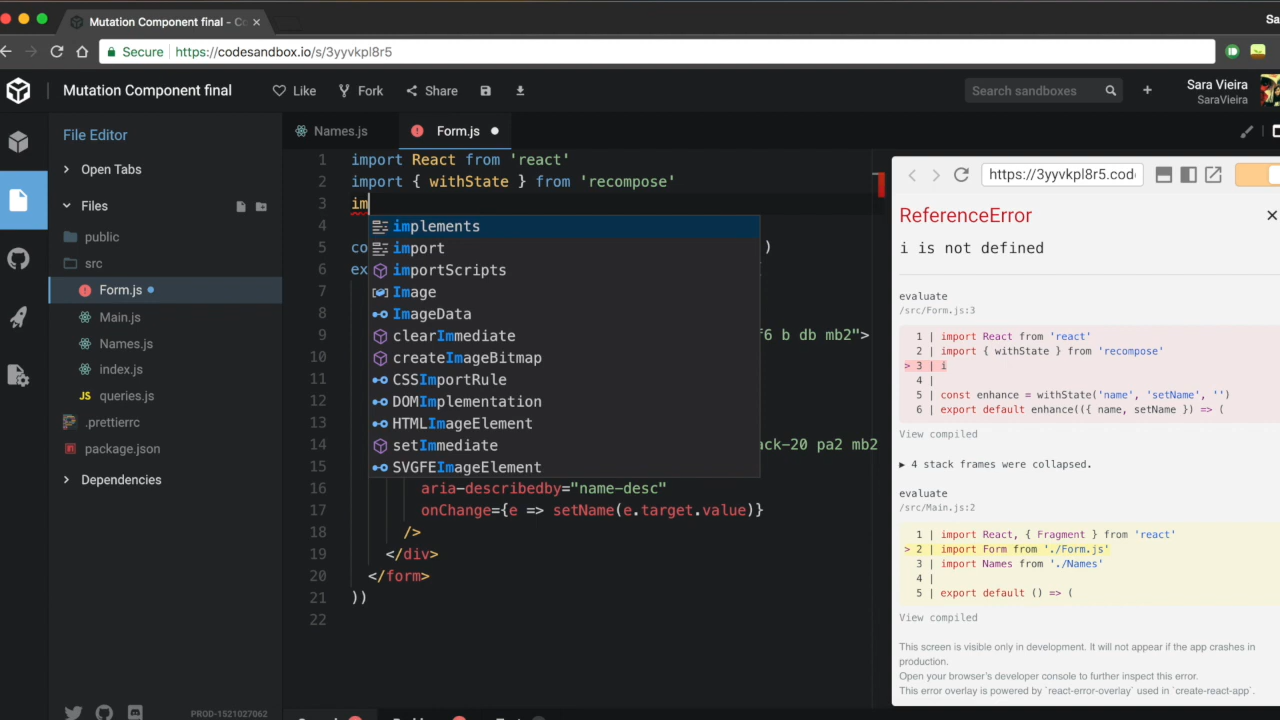 Mutation Component final - Co
Sa
Secure
https://codesandbox.io/s/3yyvkpl8r5
Mutation Component final
Like
Fork
Share
Search sandboxes
Sara Vieira
SaraVieira
File Editor
Open Tabs
Files
public
src
Form.js
Main.js
Names.js
index.js
JS queries.js
.prettierrc
package.json
Dependencies
PROD-1521027062
Names.js
Form.js
1 import React from 'react'
2 import { withState } from 'recompose'
3 im
4
5 co )
6 ex
7
8
9 f6 b db mb2">
10
11
12
13
14 ack-20 pa2 mb2
15
16 aria-describedby="name-desc"
17 onChange={e => setName(e.target.value)}
18 />
19 </div>
20 </form>
21 ))
22
implements
import
importScripts
Image
ImageData
clearImmediate
createImageBitmap
CSSImportRule
DOMImplementation
HTMLImageElement
setImmediate
SVGFEImageElement
https://3yyvkpl8r5.cod
ReferenceError
i is not defined
evaluate
/src/Form.js:3
1 | import React from 'react'
2 | import { withState } from 'recompose'
> 3 | i
4 |
5 | const enhance = withState('name', 'setName', '')
6 | export default enhance(({ name, setName }) => (
View compiled
▶ 4 stack frames were collapsed.
evaluate
/src/Main.js:2
1 | import React, { Fragment } from 'react'
> 2 | import Form from './Form.js'
3 | import Names from './Names'
4 |
5 | export default () => (
View compiled
This screen is visible only in development. It will not appear if the app crashes in
production.
Open your browser's developer console to further inspect this error.
This error overlay is powered by `react-error-overlay` used in `create-react-app`.